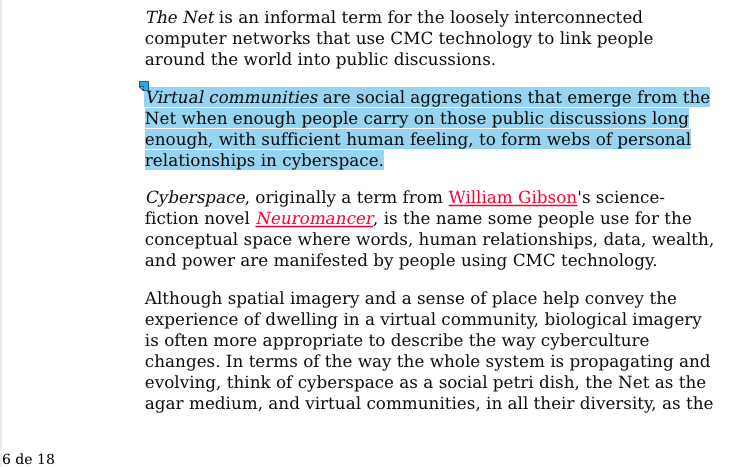 The Net is an informal term for the loosely interconnected
computer networks that use CMC technology to link people
around the world into public discussions.
Virtual communities are social aggregations that emerge from the
Net when enough people carry on those public discussions long
enough, with sufficient human feeling, to form webs of personal
relationships in cyberspace.
Cyberspace, originally a term from William Gibson's science-
fiction novel Neuromancer, is the name some people use for the
conceptual space where words, human relationships, data, wealth,
and power are manifested by people using CMC technology.
Although spatial imagery and a sense of place help convey the
experience of dwelling in a virtual community, biological imagery
is often more appropriate to describe the way cyberculture
changes. In terms of the way the whole system is propagating and
evolving, think of cyberspace as a social petri dish, the Net as the
agar medium, and virtual communities, in all their diversity, as the
6 de 18